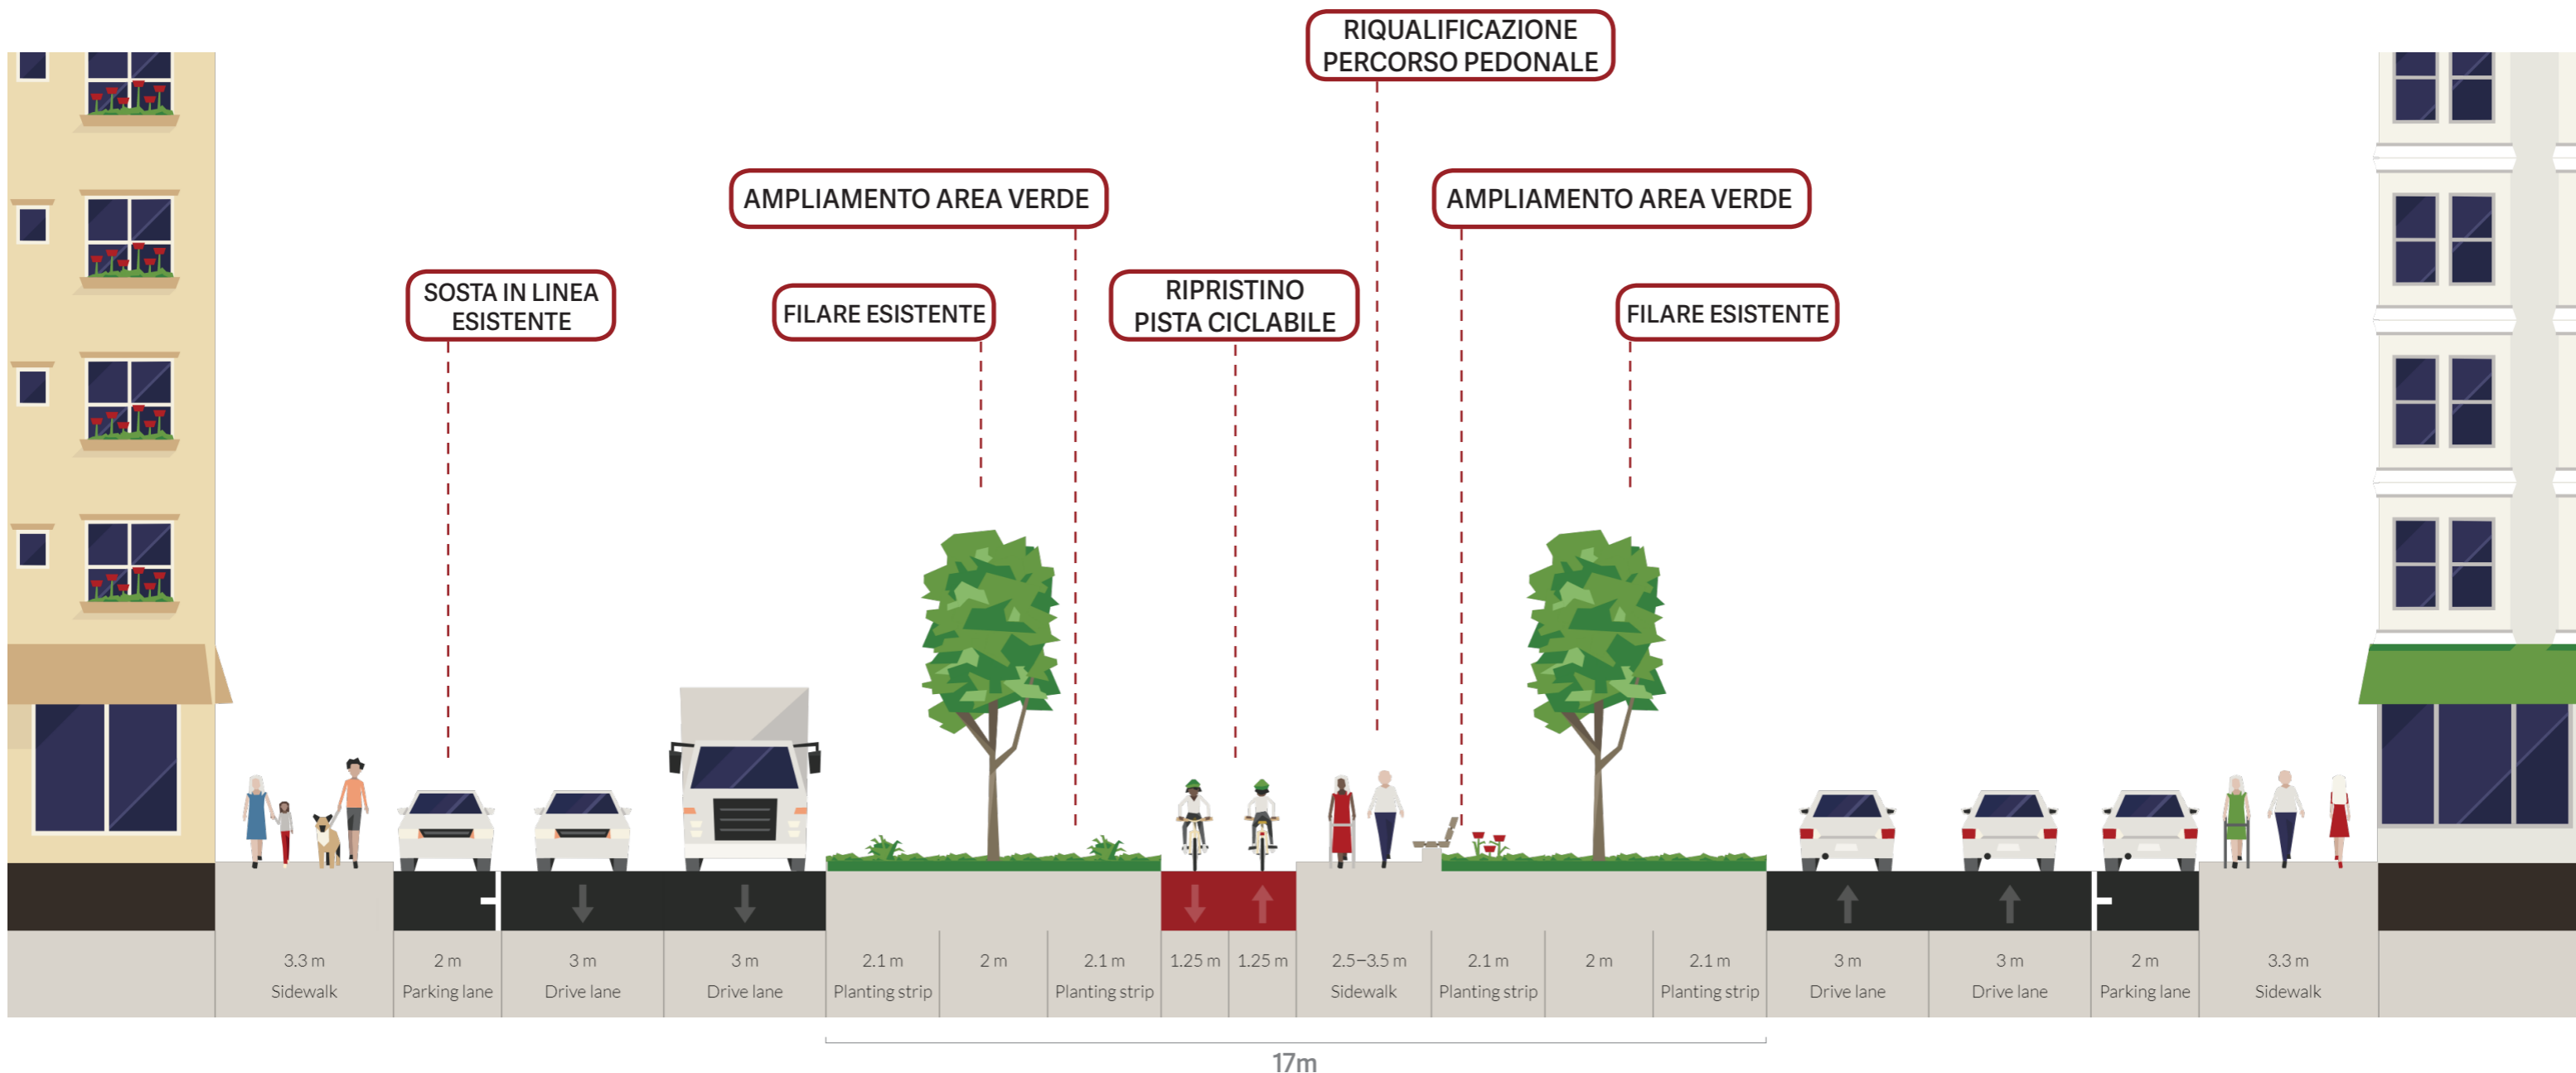 RIQUALIFICAZIONE
PERCORSO PEDONALE
AMPLIAMENTO AREA VERDE
AMPLIAMENTO AREA VERDE
SOSTA IN LINEA
ESISTENTE
FILARE ESISTENTE
RIPRISTINO
PISTA CICLABILE
FILARE ESISTENTE
3.3 m
Sidewalk
2 m
Parking lane
3 m
Drive lane
3 m
Drive lane
2.1 m
Planting strip
2 m
2.1 m
Planting strip
1.25 m
1.25 m
2.5–3.5 m
Sidewalk
2.1 m
Planting strip
2 m
2.1 m
Planting strip
3 m
Drive lane
3 m
Drive lane
2 m
Parking lane
3.3 m
Sidewalk
17m